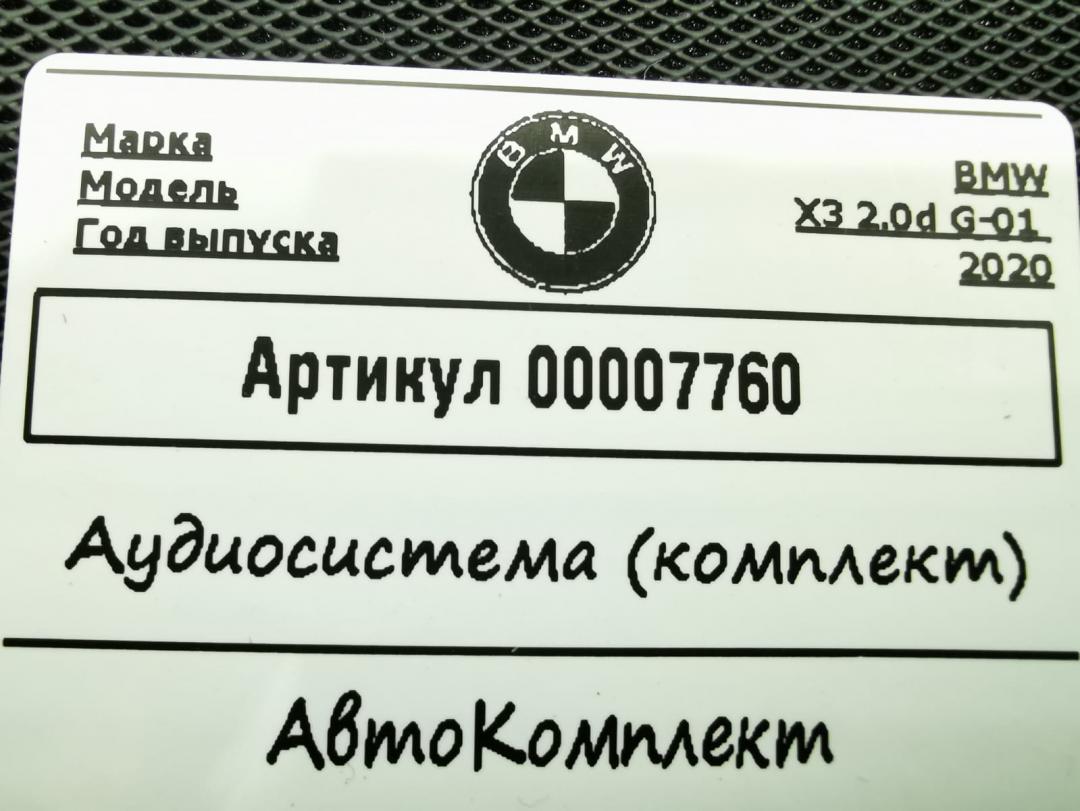 Марка
Модель
Год выпуска
BMW
BMW
X3 2.0d G-01
2020
Артикул 00007760
Аудиосистема (комплект)
АвтоКомплект